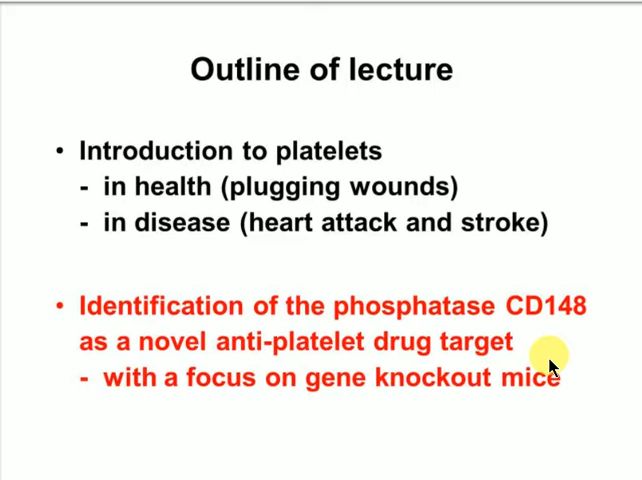 Outline of lecture
• Introduction to platelets
- in health (plugging wounds)
- in disease (heart attack and stroke)
• Identification of the phosphatase CD148
as a novel anti-platelet drug target
- with a focus on gene knockout mice